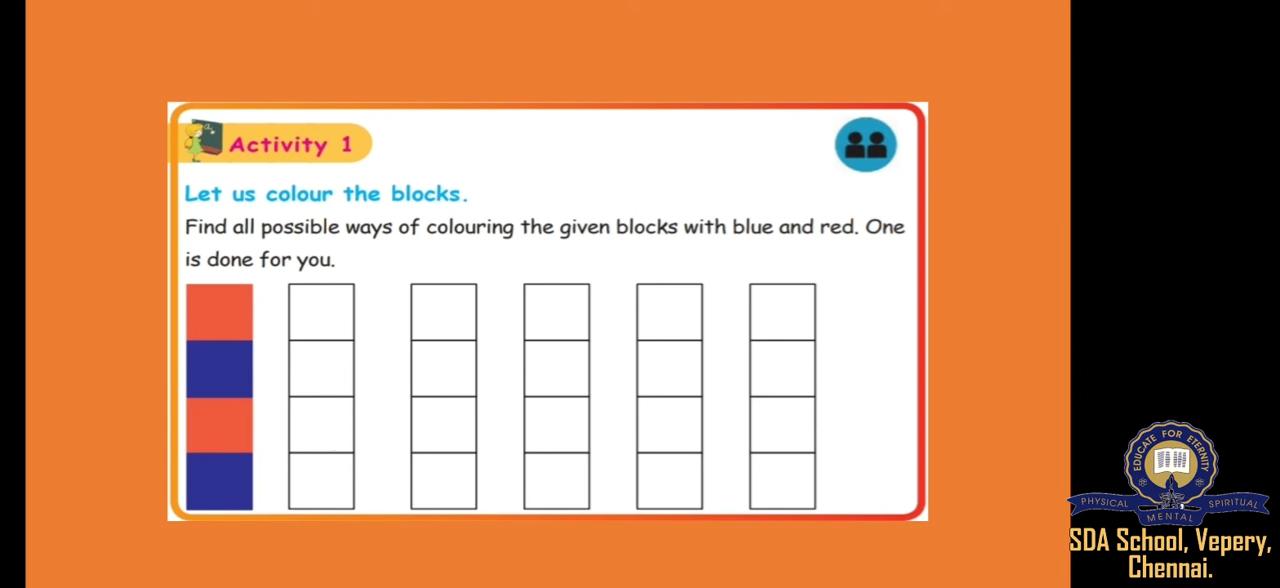 Activity 1
Let us colour the blocks.
Find all possible ways of colouring the given blocks with blue and red. One
is done for you.
EDUCATE FOR ETERNITY
PHYSICAL
MENTAL
SPIRITUAL
SDA School, Vepery,
Chennai.